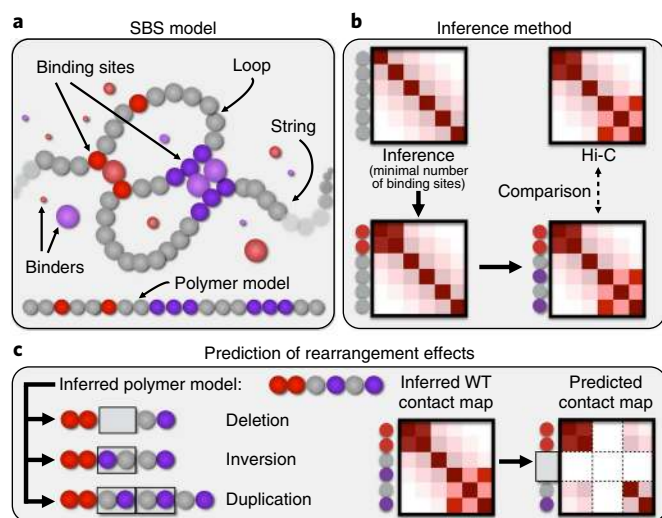 a
SBS model
Binding sites
Loop
String
Binders
Polymer model
b
Inference method
Inference
(minimal number
of binding sites)
Hi-C
Comparison
c
Prediction of rearrangement effects
Inferred polymer model:
Deletion
Inversion
Duplication
Inferred WT
contact map
Predicted
contact map